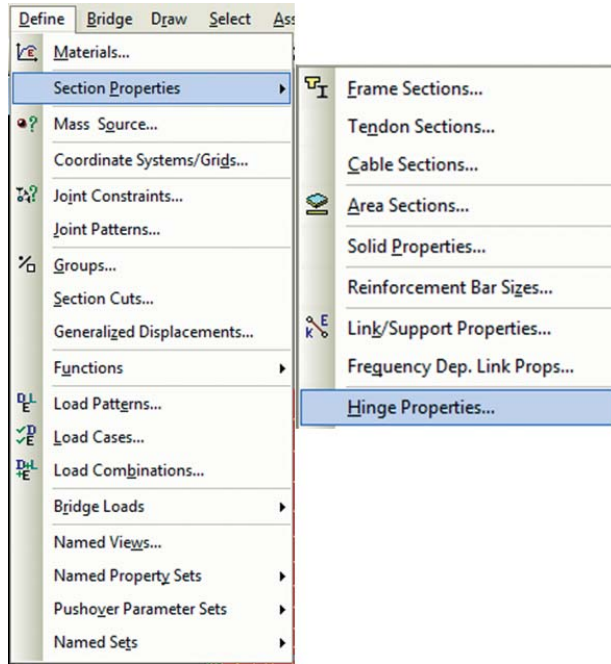 Define Bridge Draw Select Ass
Materials...
Section Properties
Mass Source...
Coordinate Systems/Grids...
Joint Constraints...
Joint Patterns...
Groups...
Section Cuts...
Generalized Displacements...
Functions
Load Patterns...
Load Cases...
Load Combinations...
Bridge Loads
Named Views...
Named Property Sets
Pushover Parameter Sets
Named Sets
Frame Sections...
Tendon Sections...
Cable Sections...
Area Sections...
Solid Properties...
Reinforcement Bar Sizes...
Link/Support Properties...
Frequency Dep. Link Props...
Hinge Properties...